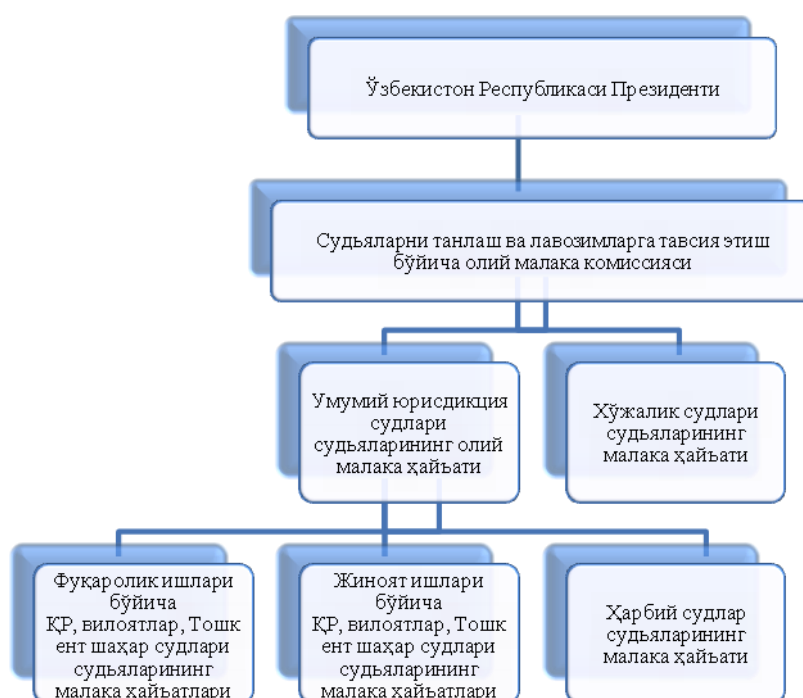 Ўзбекистон Республикаси Президенти
Судьяларни танлаш ва лавозимларга тавсия этиш
бўйича олий малака комиссияси
Умумий юрисдикция
судлари
судьяларининг олий
малака ҳайъати
Хўжалик судлари
судьяларининг
малака ҳайъати
Фуқаролик ишлари
бўйича
ҚР, вилоятлар, Тошк
ент шаҳар судлари
судьяларининг
малака ҳайъатлари
Жиноят ишлари
бўйича
ҚР, вилоятлар, Тошк
ент шаҳар судлари
судьяларининг
малака ҳайъатлари
Ҳарбий судлар
судьяларининг
малака ҳайъати